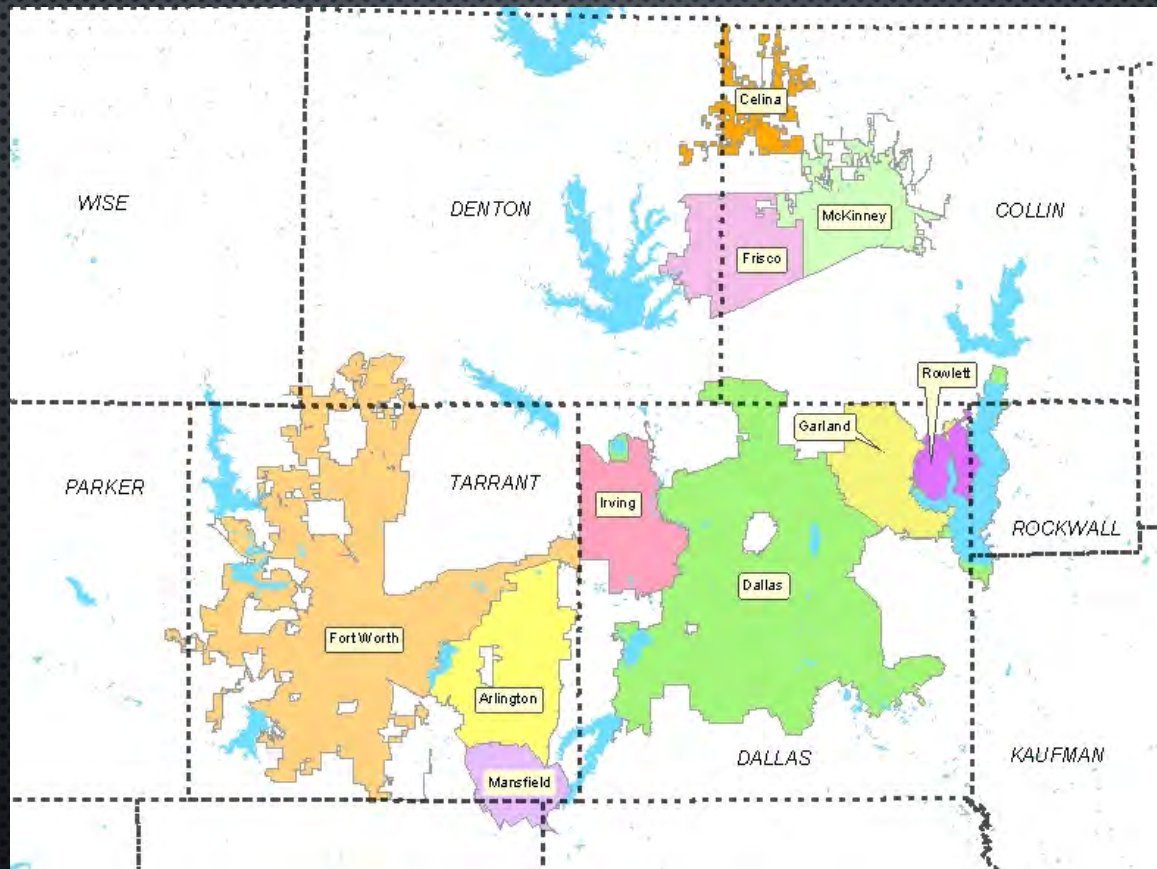 Celina
WISE
DENTON
McKinney
COLLIN
Frisco
Rowlett
Garland
PARKER
TARRANT
Irving
ROCKWALL
Dallas
Fort Worth
Arlington
DALLAS
KAUFMAN
Mansfield